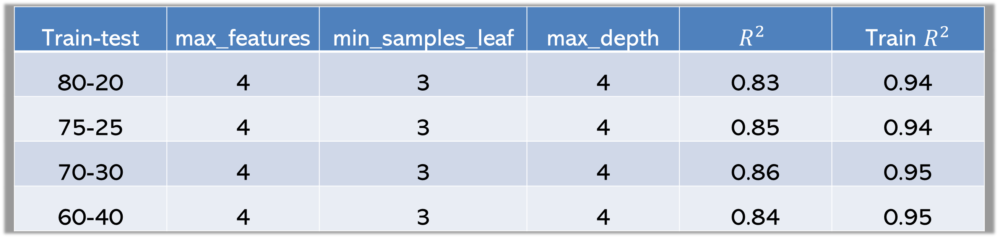 Train-test max_features min_samples_leaf max_depth R² Train R²
80-20 4 3 4 0.83 0.94
75-25 4 3 4 0.85 0.94
70-30 4 3 4 0.86 0.95
60-40 4 3 4 0.84 0.95